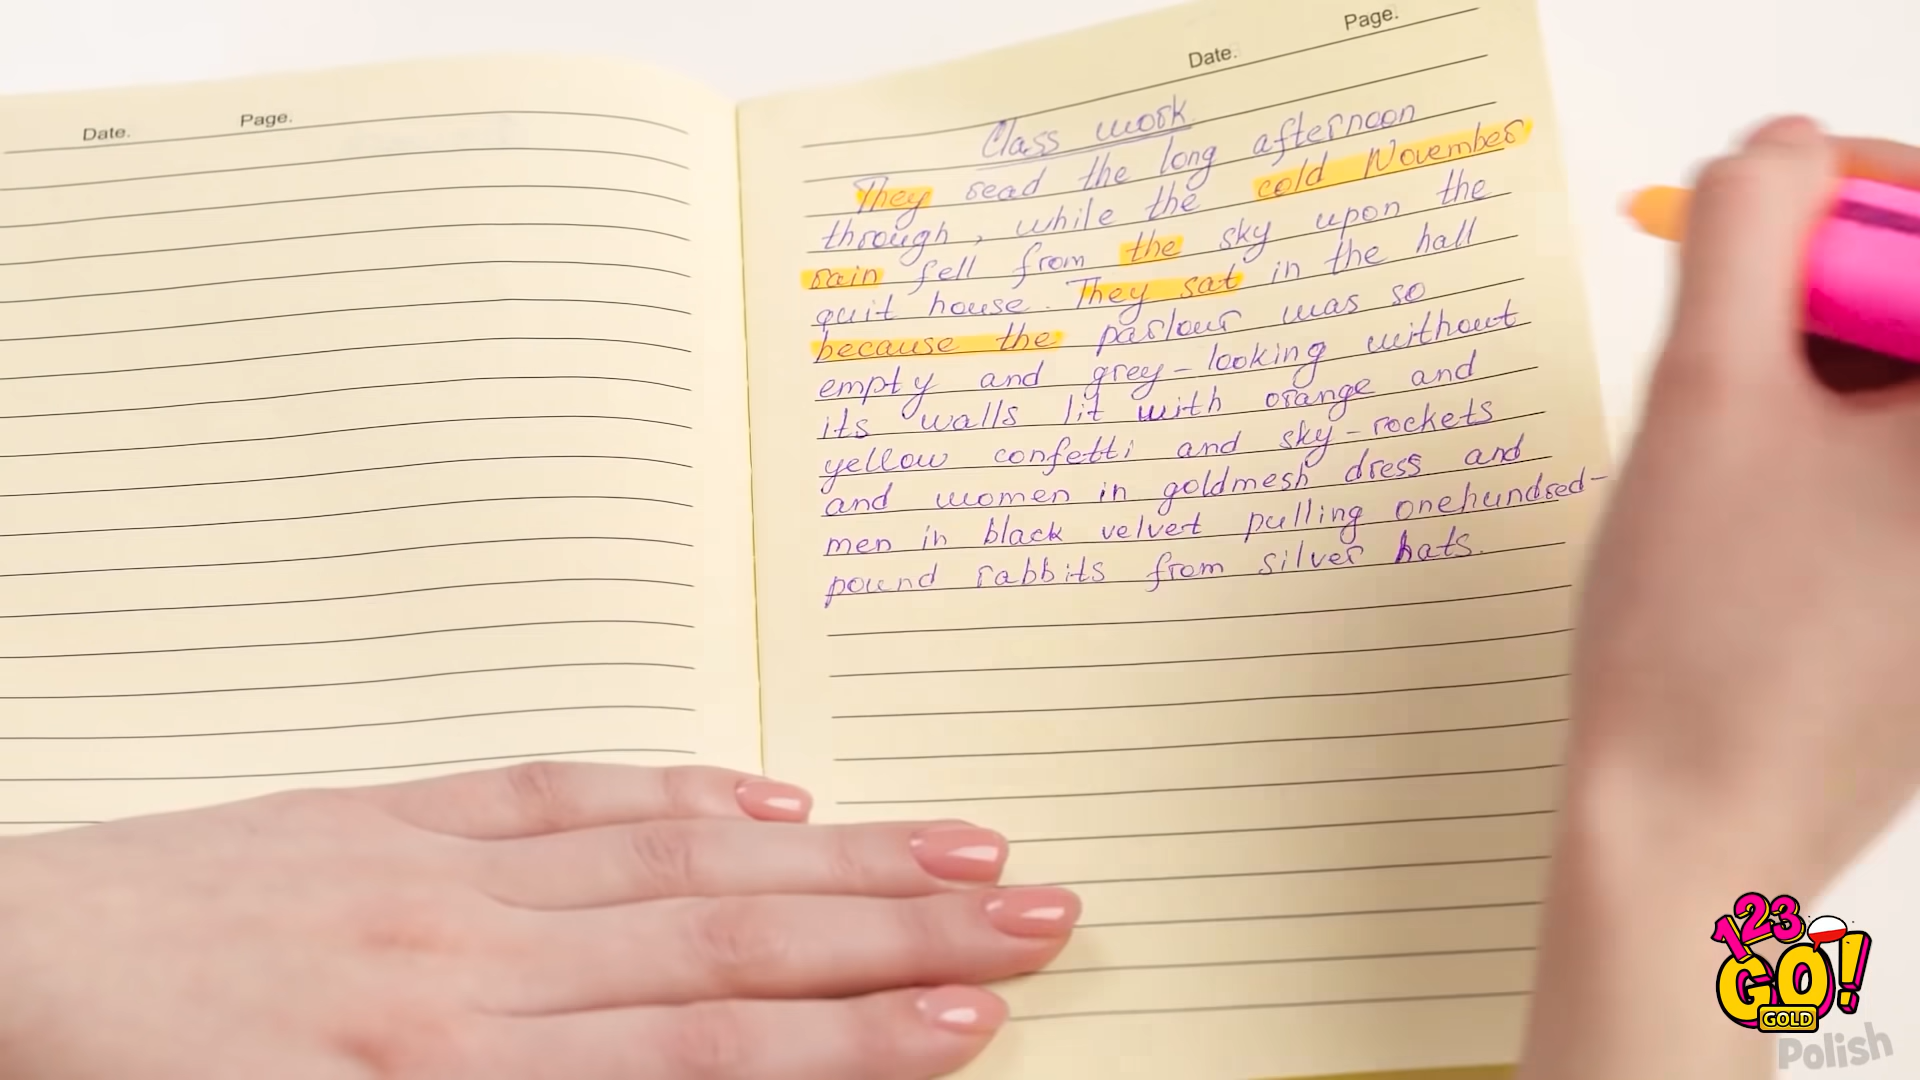 Date.
Page.
Date.
Page.
Class work
They read the long afternoon
through, while the cold November
rain fell from the sky upon the
quit house. They sat in the hall
because the parlour was so
empty and grey-looking without
its walls lit with orange and
yellow confetti and sky-rockets
and women in goldmesh dress and
men in black velvet pulling onehundred-
pound rabbits from silver hats.
123
GO!
GOLD
Polish